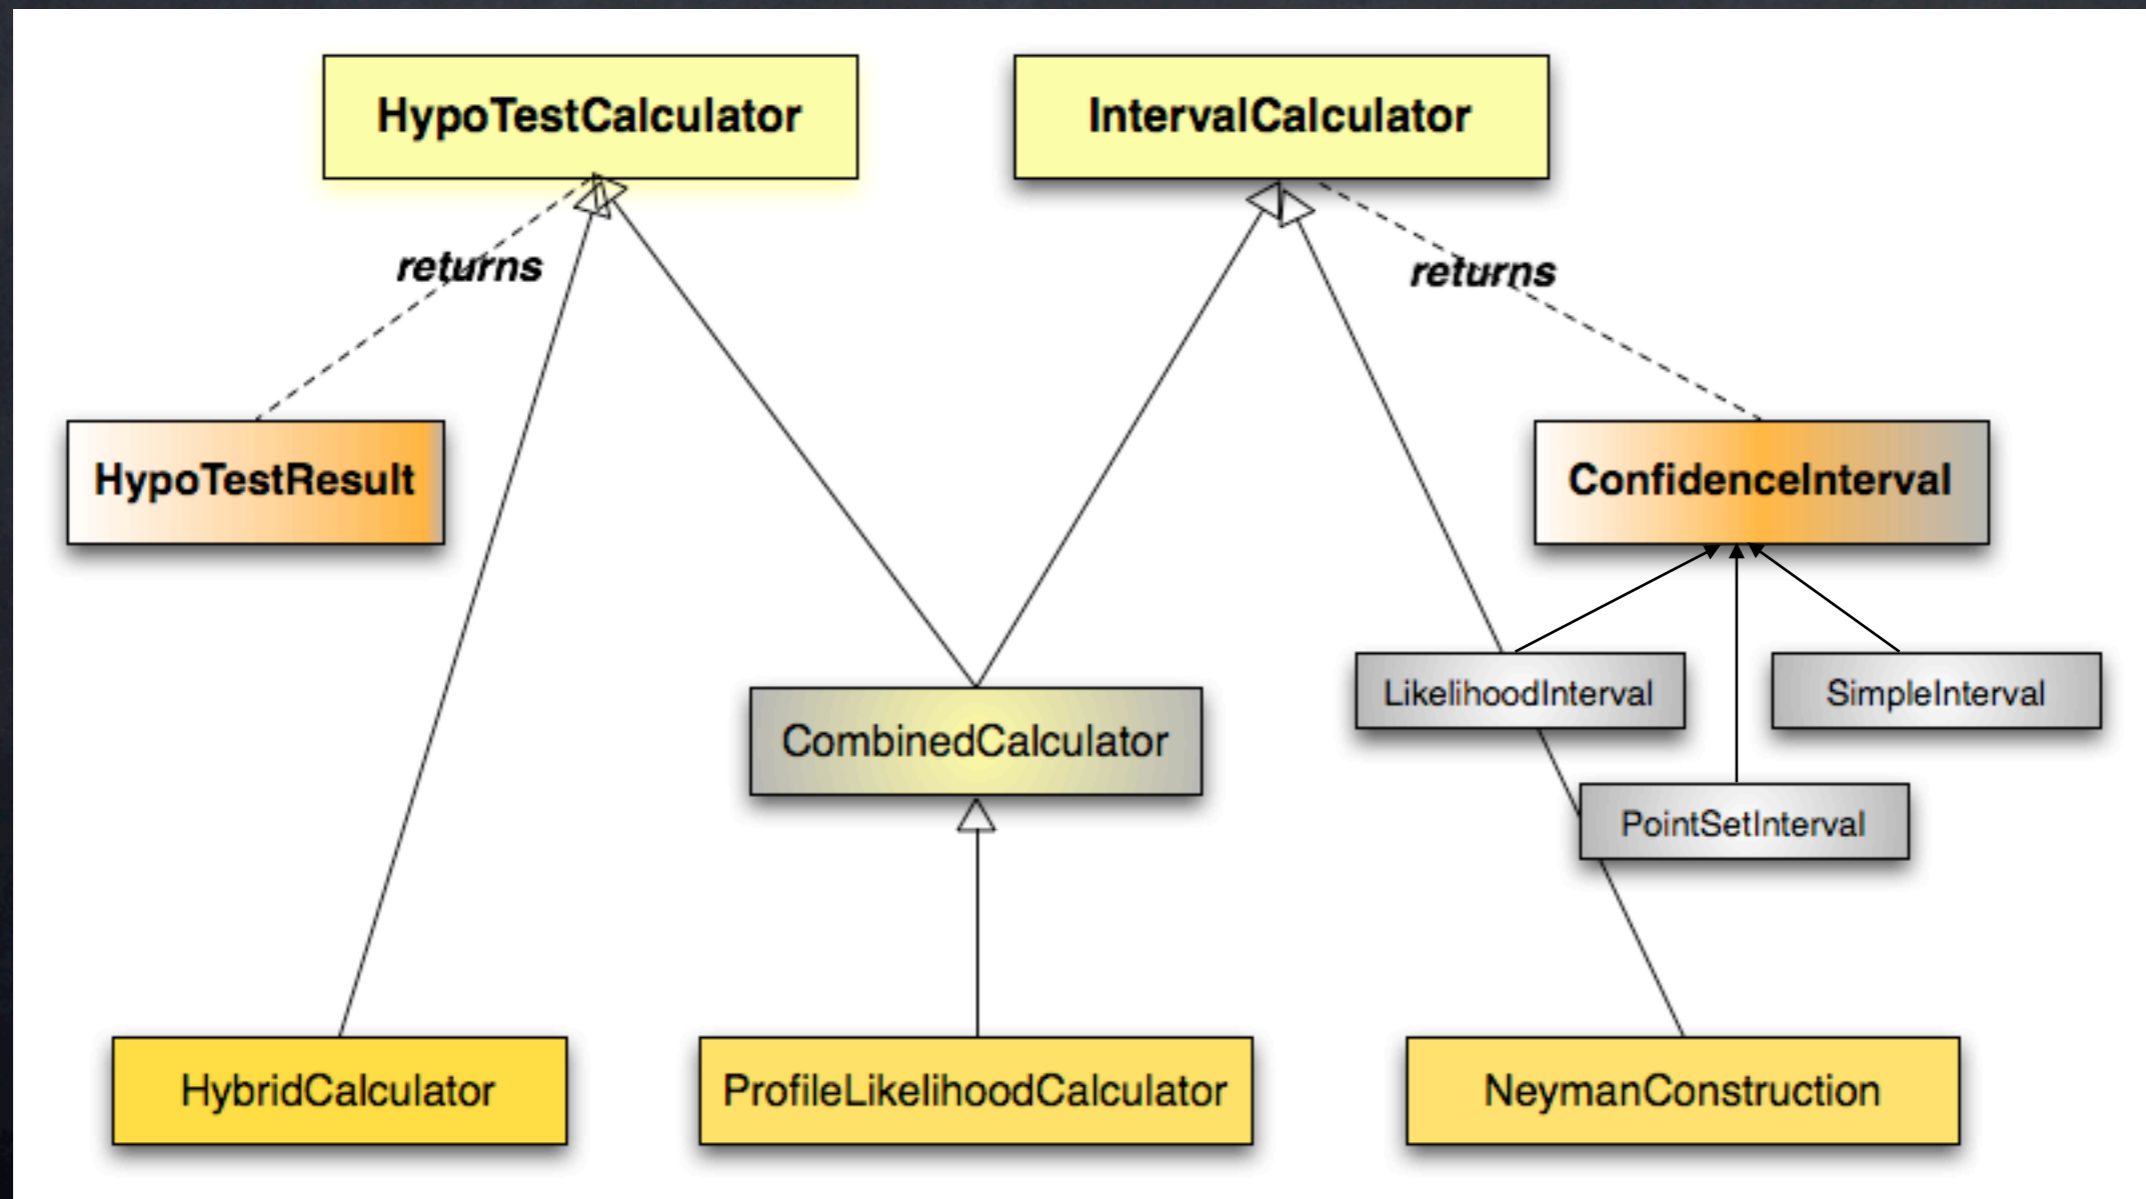 HypoTestCalculator
IntervalCalculator
returns
returns
HypoTestResult
ConfidenceInterval
LikelihoodInterval
SimpleInterval
CombinedCalculator
PointSetInterval
HybridCalculator
ProfileLikelihoodCalculator
NeymanConstruction